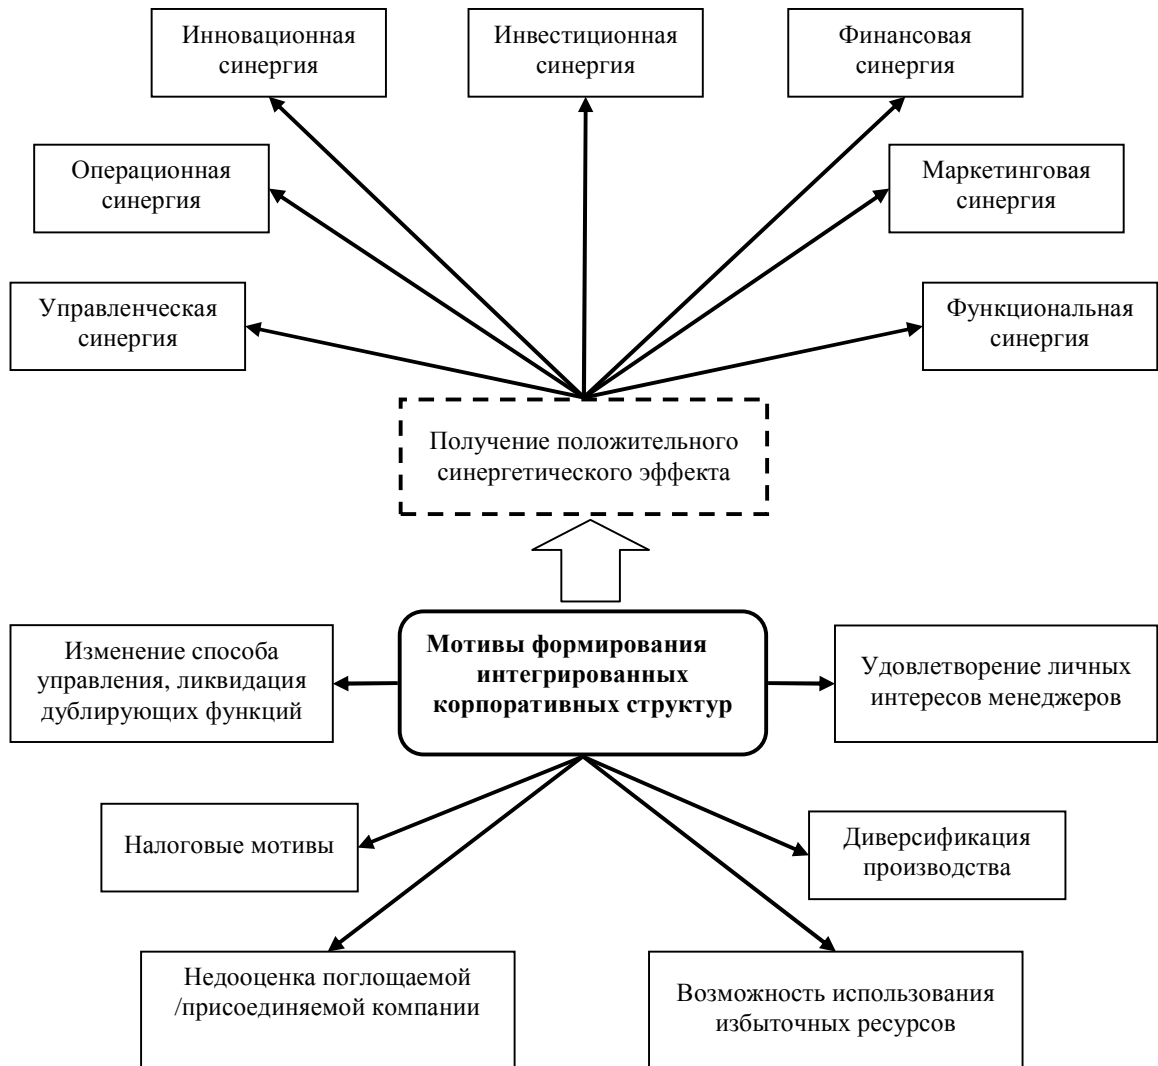 Инновационная
синергия
Инвестиционная
синергия
Финансовая
синергия
Операционная
синергия
Маркетинговая
синергия
Управленческая
синергия
Функциональная
синергия
Получение положительного
синергетического эффекта
Изменение способа
управления, ликвидация
дублирующих функций
Мотивы формирования
интегрированных
корпоративных структур
Удовлетворение личных
интересов менеджеров
Налоговые мотивы
Диверсификация
производства
Недооценка поглощаемой
/присоединяемой компании
Возможность использования
избыточных ресурсов